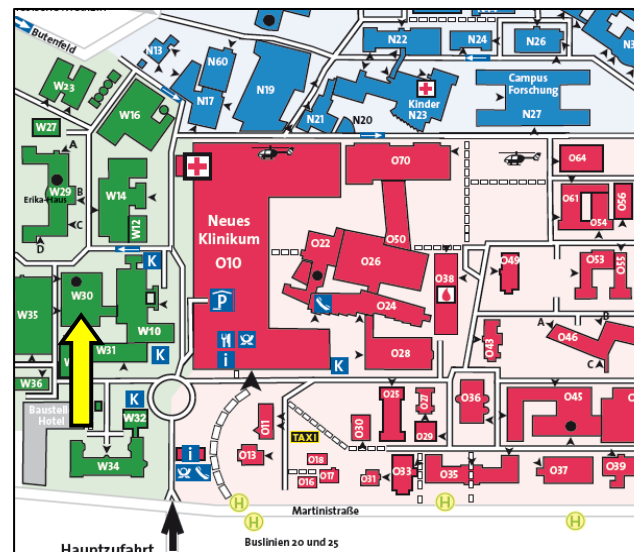 Butenfeld
N13
N60
N22
N24
N26
W23
N17
N19
Kinder
N23
Campus
Forschung
N27
W16
N21
N20
W27
A
W29
B
Erika-Haus
C
D
W14
W12
O70
O64
O61
O56
O54
Neues
Klinikum
O10
O22
O50
O26
O38
O49
O53
O55
K
W30
W35
W10
P
O24
O28
O43
A
B
O46
C
W31
K
i
K
W36
Baustell
Hotel
K
W32
W34
O11
O13
i
TAXI
O30
O25
O27
O29
O36
O45
O18
O16
O17
O31
O33
O35
O37
O39
H
H
H
H
Martinistraße
Buslinien 20 und 25
Hauptzufahrt